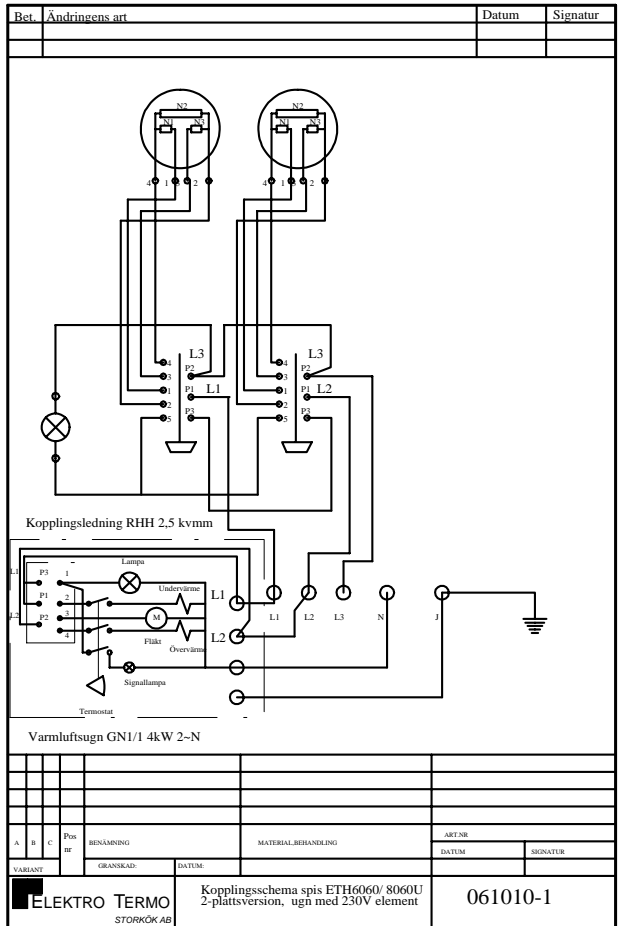 Bet. Ändringens art Datum Signatur
N2 N2
N1 N3 N1 N3
4 1 3 2 4 1 2
L3 L3
4 P2 4 P2
3 3
1 P1 L1 1 P1 L2
2 2
5 P3 5 P3
Kopplingsledning RHH 2,5 kvmm
Lampa
L1 P3 1
Undervärme
P1 2 L1
L2 P2 3 M L1 L2 L3 N J
4 Fläkt Övervärme L2
Signallampa
Termostat
Varmluftsugn GN1/1 4kW 2~N
A B C Pos nr BENÄMNING MATERIAL,BEHANDLING ART.NR
DATUM SIGNATUR
VARIANT GRANSKAD: DATUM:
ELEKTRO TERMO
STORKÖK AB
Kopplingsschema spis ETH6060/ 8060U
2-plattsversion, ugn med 230V element
061010-1